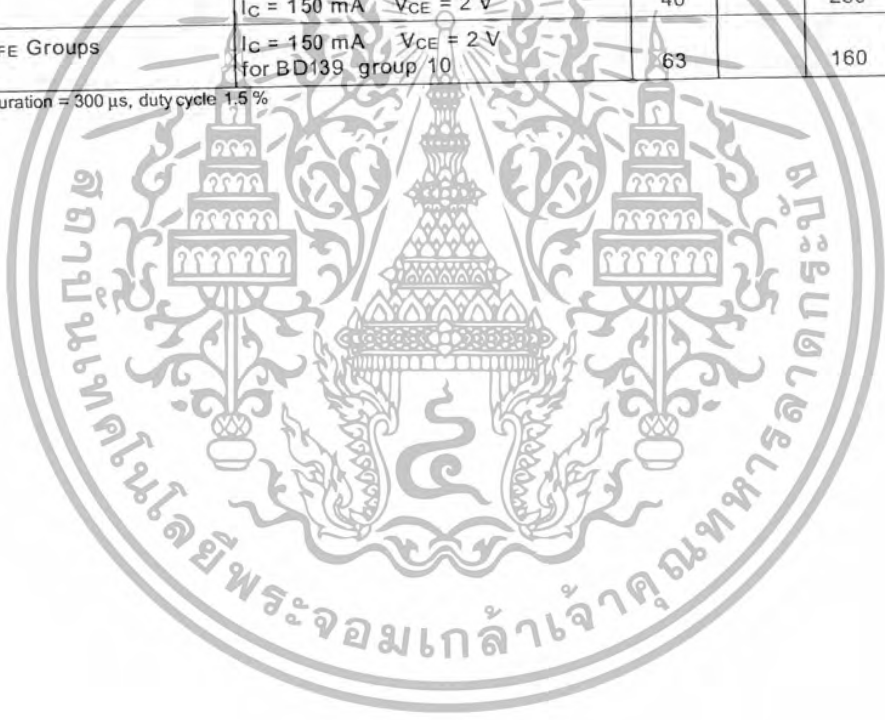 IC = 150 mA VCE = 2 V 40
FE Groups IC = 150 mA VCE = 2 V
for BD139 group 10 63 160
uration = 300 μs, duty cycle 1.5 %
สถาบันเทคโนโลยีพระจอมเกล้าเจ้าคุณทหารลาดกระบัง
๔